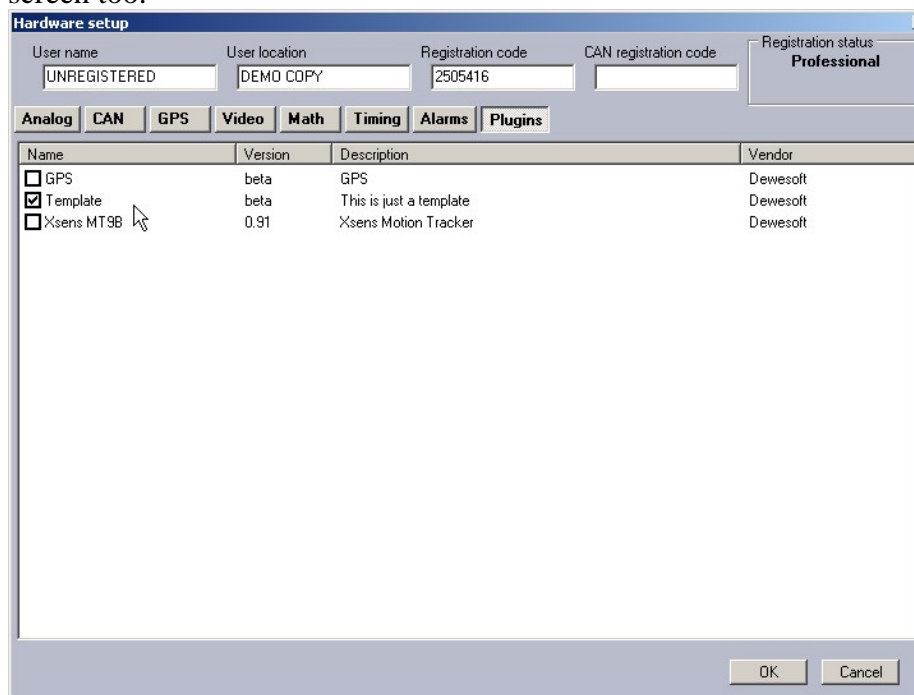 screen too.
Hardware setup
User name User location Registration code CAN registration code Registration status
UNREGISTERED DEMO COPY 2505416 Professional
Analog CAN GPS Video Math Timing Alarms Plugins
Name Version Description Vendor
GPS beta GPS Dewesoft
Template beta This is just a template Dewesoft
Xsens MT9B 0.91 Xsens Motion Tracker Dewesoft
OK Cancel